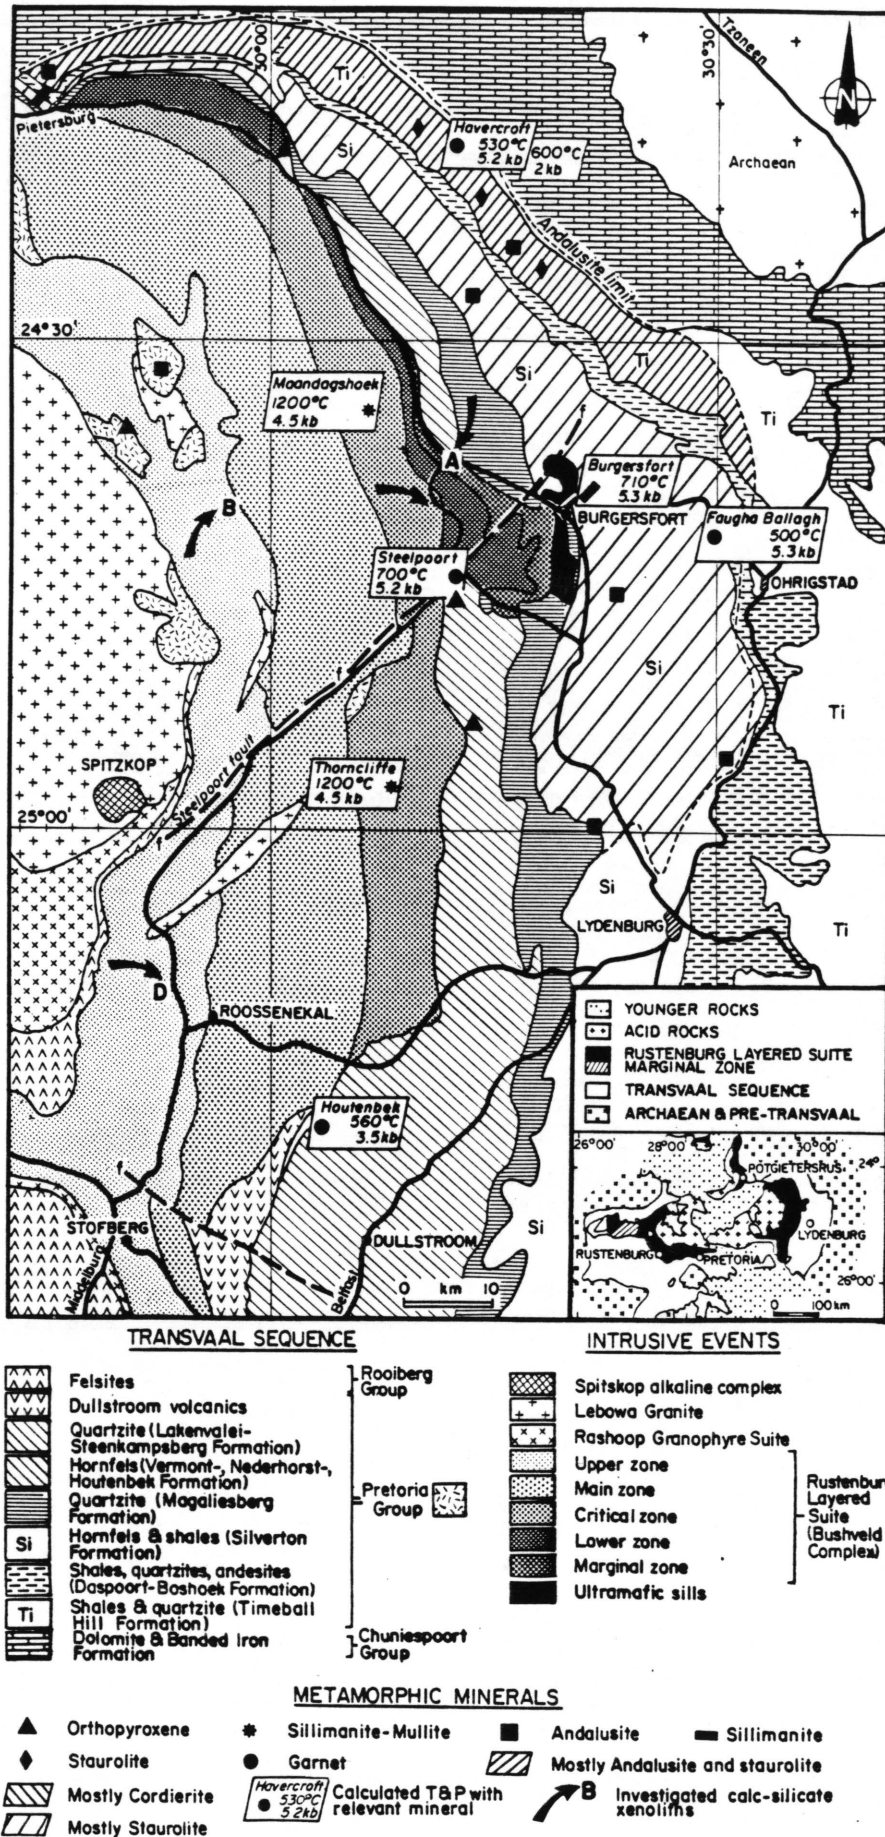 30°00'
30°30'
Tzaneen
N
Pietersburg
Ti
Si
Havercroft
530°C
5.2 kb
600°C
2 kb
Archaean
Andalusite limit
24°30'
Maandagshoek
1200°C
4.5 kb
Ti
Si
Ti
f
A
B
Burgersfort
710°C
5.3 kb
BURGERSFORT
Faugha Ballagh
500°C
5.3 kb
Steelpoort
700°C
5.2 kb
OHRIGSTAD
f
Si
Ti
Steelpoort fault
SPITZKOP
Thorncliffe
1200°C
4.5 kb
f
25°00'
Si
LYDENBURG
Ti
D
ROOSSENEKAL
Houtenbek
560°C
3.5 kb
f
STOFBERG
DULLSTROOM
Si
Middelburg
Belfast
0 km 10
YOUNGER ROCKS
ACID ROCKS
RUSTENBURG LAYERED SUITE
MARGINAL ZONE
TRANSVAAL SEQUENCE
ARCHAEAN & PRE-TRANSVAAL
26°00' 28°00' 30°00' 24°
POTGIETERSRUS
LYDENBURG
RUSTENBURG
PRETORIA
26°00'
0 100 km
TRANSVAAL SEQUENCE
Felsites
Rooiberg
Group
Dullstroom volcanics
Quartzite (Lakenvalei-
Steenkampsberg Formation)
Hornfels (Vermont-, Nederhorst-,
Houtenbek Formation)
Pretoria
Group
Quartzite (Magaliesberg
Formation)
Si
Hornfels & shales (Silverton
Formation)
Shales, quartzites, andesites
(Daspoort-Boshoek Formation)
Ti
Shales & quartzite (Timeball
Hill Formation)
Dolomite & Banded Iron
Formation
Chuniespoort
Group
INTRUSIVE EVENTS
Spitskop alkaline complex
Lebowa Granite
Rashoop Granophyre Suite
Upper zone
Main zone
Critical zone
Lower zone
Marginal zone
Ultramafic sills
Rustenbur
Layered
Suite
(Bushveld
Complex)
METAMORPHIC MINERALS
Orthopyroxene
Sillimanite-Mullite
Andalusite
Sillimanite
Staurolite
Garnet
Mostly Andalusite and staurolite
Mostly Cordierite
Havercroft
530°C
5.2kb
Calculated T&P with
relevant mineral
B
Investigated calc-silicate
xenoliths
Mostly Staurolite